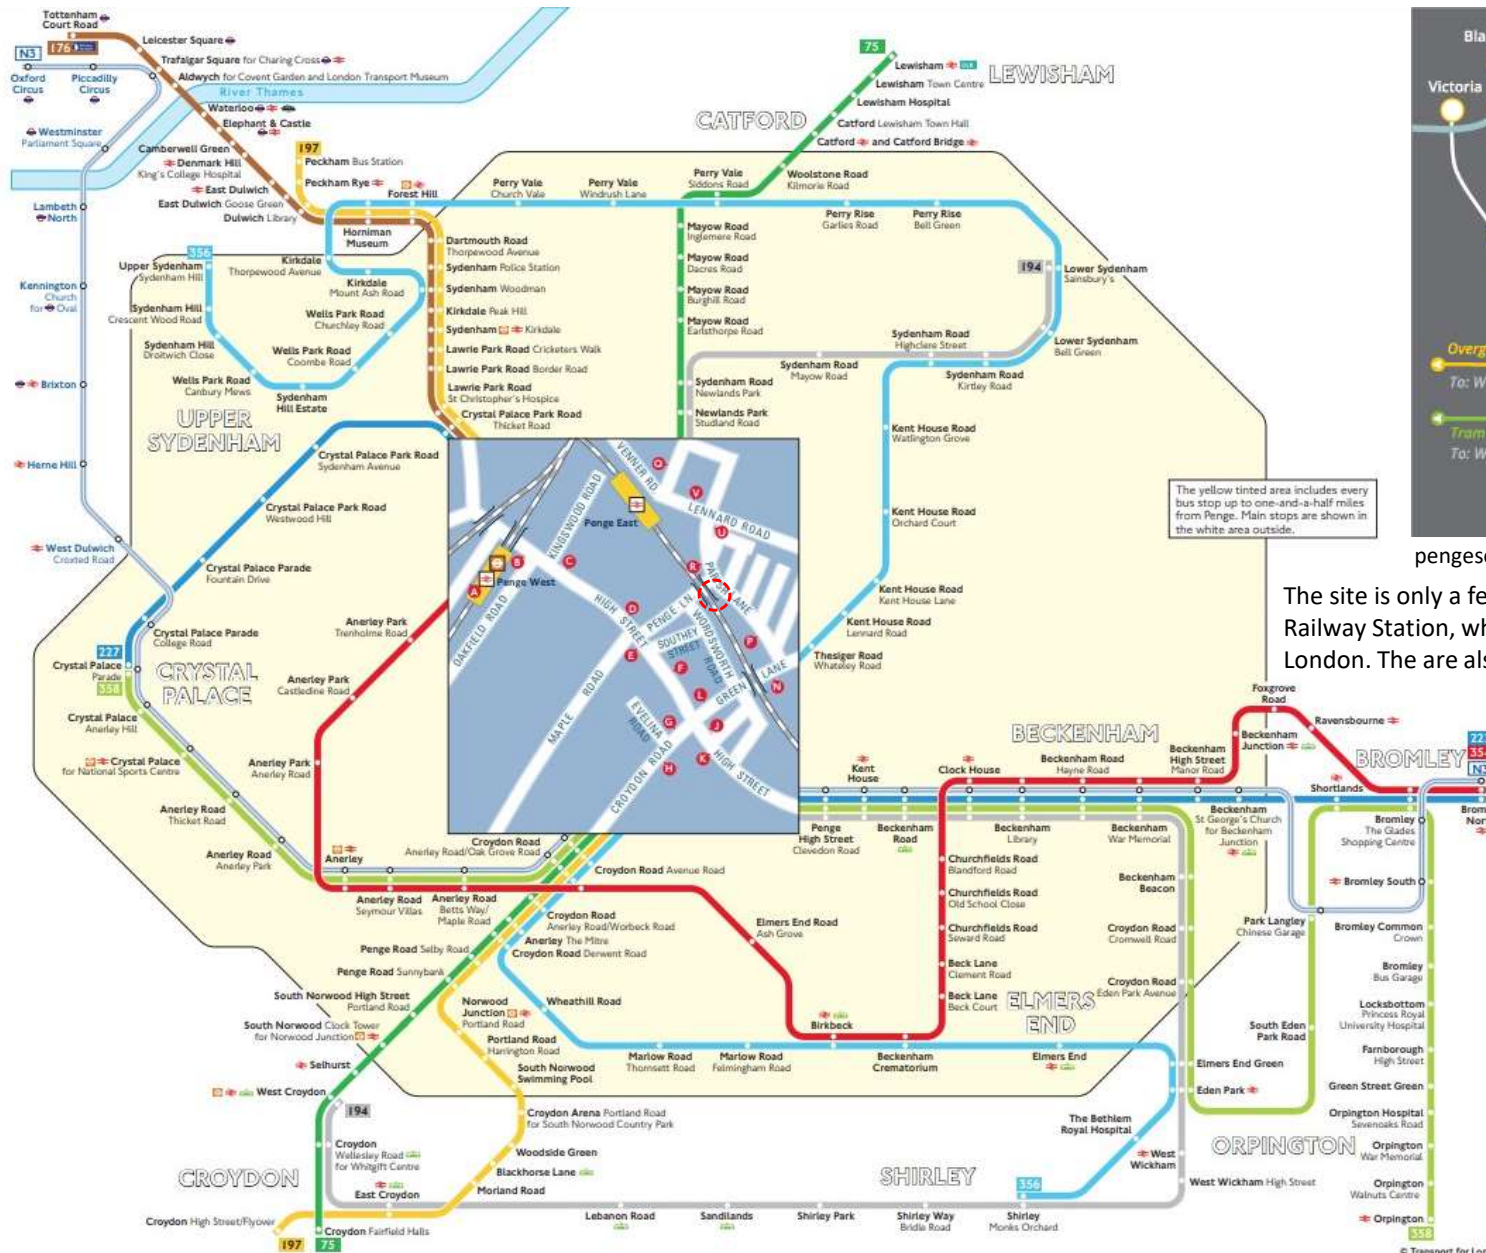 Tottenham
Court Road
176
N3
Oxford
Circus
Piccadilly
Circus
Leicester Square
Trafalgar Square for Charing Cross
Aldwych for Covent Garden and London Transport Museum
River Thames
Waterloo
Elephant & Castle
Westminster
Parliament Square
Camberwell Green
Denmark Hill
King's College Hospital
East Dulwich
East Dulwich Goose Green
Dulwich Library
Lambeth
North
Kennington
Church
for Oval
Brixton
Herne Hill
West Dulwich
Croxted Road
197
Peckham Bus Station
Peckham Rye
Forest Hill
Horniman
Museum
75
Lewisham
Lewisham Town Centre
LEWISHAM
Lewisham Hospital
CATFORD
Catford Lewisham Town Hall
Catford and Catford Bridge
Perry Vale
Church Vale
Perry Vale
Windrush Lane
Perry Vale
Siddons Road
Woolstone Road
Kilmorie Road
Perry Rise
Garlies Road
Perry Rise
Bell Green
356
Upper Sydenham
Sydenham Hill
Sydenham Hill
Crescent Wood Road
Sydenham Hill
Droitwich Close
Wells Park Road
Canbury Mews
Sydenham
Hill Estate
Wells Park Road
Coombe Road
Wells Park Road
Churchley Road
Kirkdale
Mount Ash Road
Kirkdale
Thorpewood Avenue
Dartmouth Road
Thorpewood Avenue
Sydenham Police Station
Sydenham Woodman
Kirkdale Peak Hill
Sydenham Kirkdale
Lawrie Park Road Cricketers Walk
Lawrie Park Road Border Road
Lawrie Park Road
St Christopher's Hospice
Crystal Palace Park Road
Thicket Road
Mayow Road
Inglemere Road
Mayow Road
Dacres Road
Mayow Road
Burghill Road
Mayow Road
Earlsthorpe Road
194
Lower Sydenham
Sainsbury's
Lower Sydenham
Bell Green
Sydenham Road
Highclere Street
Sydenham Road
Mayow Road
Sydenham Road
Kirtley Road
Sydenham Road
Newlands Park
Newlands Park
Studland Road
Kent House Road
Watlington Grove
Kent House Road
Orchard Court
Kent House Road
Kent House Lane
Kent House Road
Lennard Road
Thesiger Road
Whateley Road
UPPER
SYDENHAM
Crystal Palace Park Road
Sydenham Avenue
Crystal Palace Park Road
Westwood Hill
Crystal Palace Parade
Fountain Drive
Crystal Palace Parade
College Road
227
Crystal Palace
Parade
358
CRYSTAL
PALACE
Crystal Palace
Anerley Hill
Crystal Palace
for National Sports Centre
Anerley Road
Thicket Road
Anerley Road
Anerley Park
Anerley Park
Trenholme Road
Anerley Park
Castledine Road
Anerley Park
Anerley Road
Anerley
Anerley Road
Seymour Villas
Anerley Road
Betts Way/
Maple Road
Croydon Road
Anerley Road/Oak Grove Road
Croydon Road Avenue Road
VENNER RD
LENNARD ROAD
KINGSWOOD ROAD
Penge East
Penge West
OAKFIELD ROAD
HIGH STREET
PENGE LN
PARISH LANE
SOUTHEY
STREET
WORDSWORTH
ROAD
GREEN LANE
MAPLE ROAD
EVELINA
ROAD
CROYDON ROAD
HIGH STREET
A
B
C
D
E
F
G
H
J
K
L
N
P
Q
R
U
V
The yellow tinted area includes every
bus stop up to one-and-a-half miles
from Penge. Main stops are shown in
the white area outside.
Bla
Victoria
Overg
To: W
Tram
To: W
pengese
The site is only a fe
Railway Station, wh
London. The are als
BECKENHAM
Foxgrove
Road
Ravensbourne
Beckenham
Junction
BROMLEY
227
354
N3
Kent
House
Clock House
Beckenham Road
Hayne Road
Beckenham
High Street
Manor Road
Shortlands
Penge
High Street
Clevedon Road
Beckenham
Road
Beckenham
Library
Beckenham
War Memorial
Beckenham
St George's Church
for Beckenham
Junction
Bromley
The Glades
Shopping Centre
Brom
Nort
Bromley South
Churchfields Road
Blandford Road
Churchfields Road
Old School Close
Churchfields Road
Seward Road
Beck Lane
Clement Road
Beck Lane
Beck Court
Beckenham
Beacon
Croydon Road
Cromwell Road
Croydon Road
Eden Park Avenue
ELMERS
END
Park Langley
Chinese Garage
Bromley Common
Crown
Bromley
Bus Garage
Locksbottom
Princess Royal
University Hospital
Farnborough
High Street
Green Street Green
Orpington Hospital
Sevenoaks Road
Orpington
War Memorial
Orpington
Walnuts Centre
Orpington
358
ORPINGTON
South Eden
Park Road
Elmers End Green
Eden Park
Croydon Road
Anerley Road/Worbeck Road
Anerley The Mitre
Croydon Road Derwent Road
Elmers End Road
Ash Grove
Birkbeck
Beckenham
Crematorium
Elmers End
Penge Road Selby Road
Penge Road Sunnybank
South Norwood High Street
Portland Road
South Norwood Clock Tower
for Norwood Junction
Selhurst
West Croydon
Norwood
Junction
Portland Road
Wheathill Road
Portland Road
Harrington Road
Marlow Road
Thornsett Road
Marlow Road
Felmingham Road
South Norwood
Swimming Pool
Croydon Arena Portland Road
for South Norwood Country Park
Woodside Green
Blackhorse Lane
Morland Road
194
Croydon
Wellesley Road
for Whitgift Centre
East Croydon
CROYDON
Croydon High Street/Flyover
197
75
Croydon Fairfield Halls
Lebanon Road
Sandilands
Shirley Park
Shirley Way
Bridle Road
SHIRLEY
356
Shirley
Monks Orchard
The Bethlem
Royal Hospital
West
Wickham
West Wickham High Street
© Transport for Lon